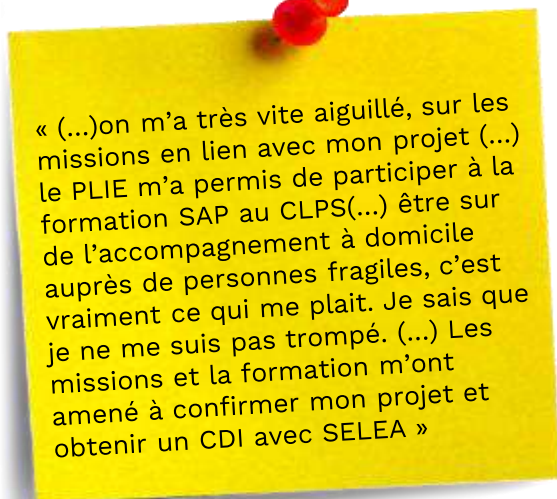 « (...)on m’a très vite aiguillé, sur les
missions en lien avec mon projet (...)
le PLIE m’a permis de participer à la
formation SAP au CLPS(...) être sur
de l’accompagnement à domicile
auprès de personnes fragiles, c’est
vraiment ce qui me plait. Je sais que
je ne me suis pas trompé. (...) Les
missions et la formation m’ont
amené à confirmer mon projet et
obtenir un CDI avec SELEA »